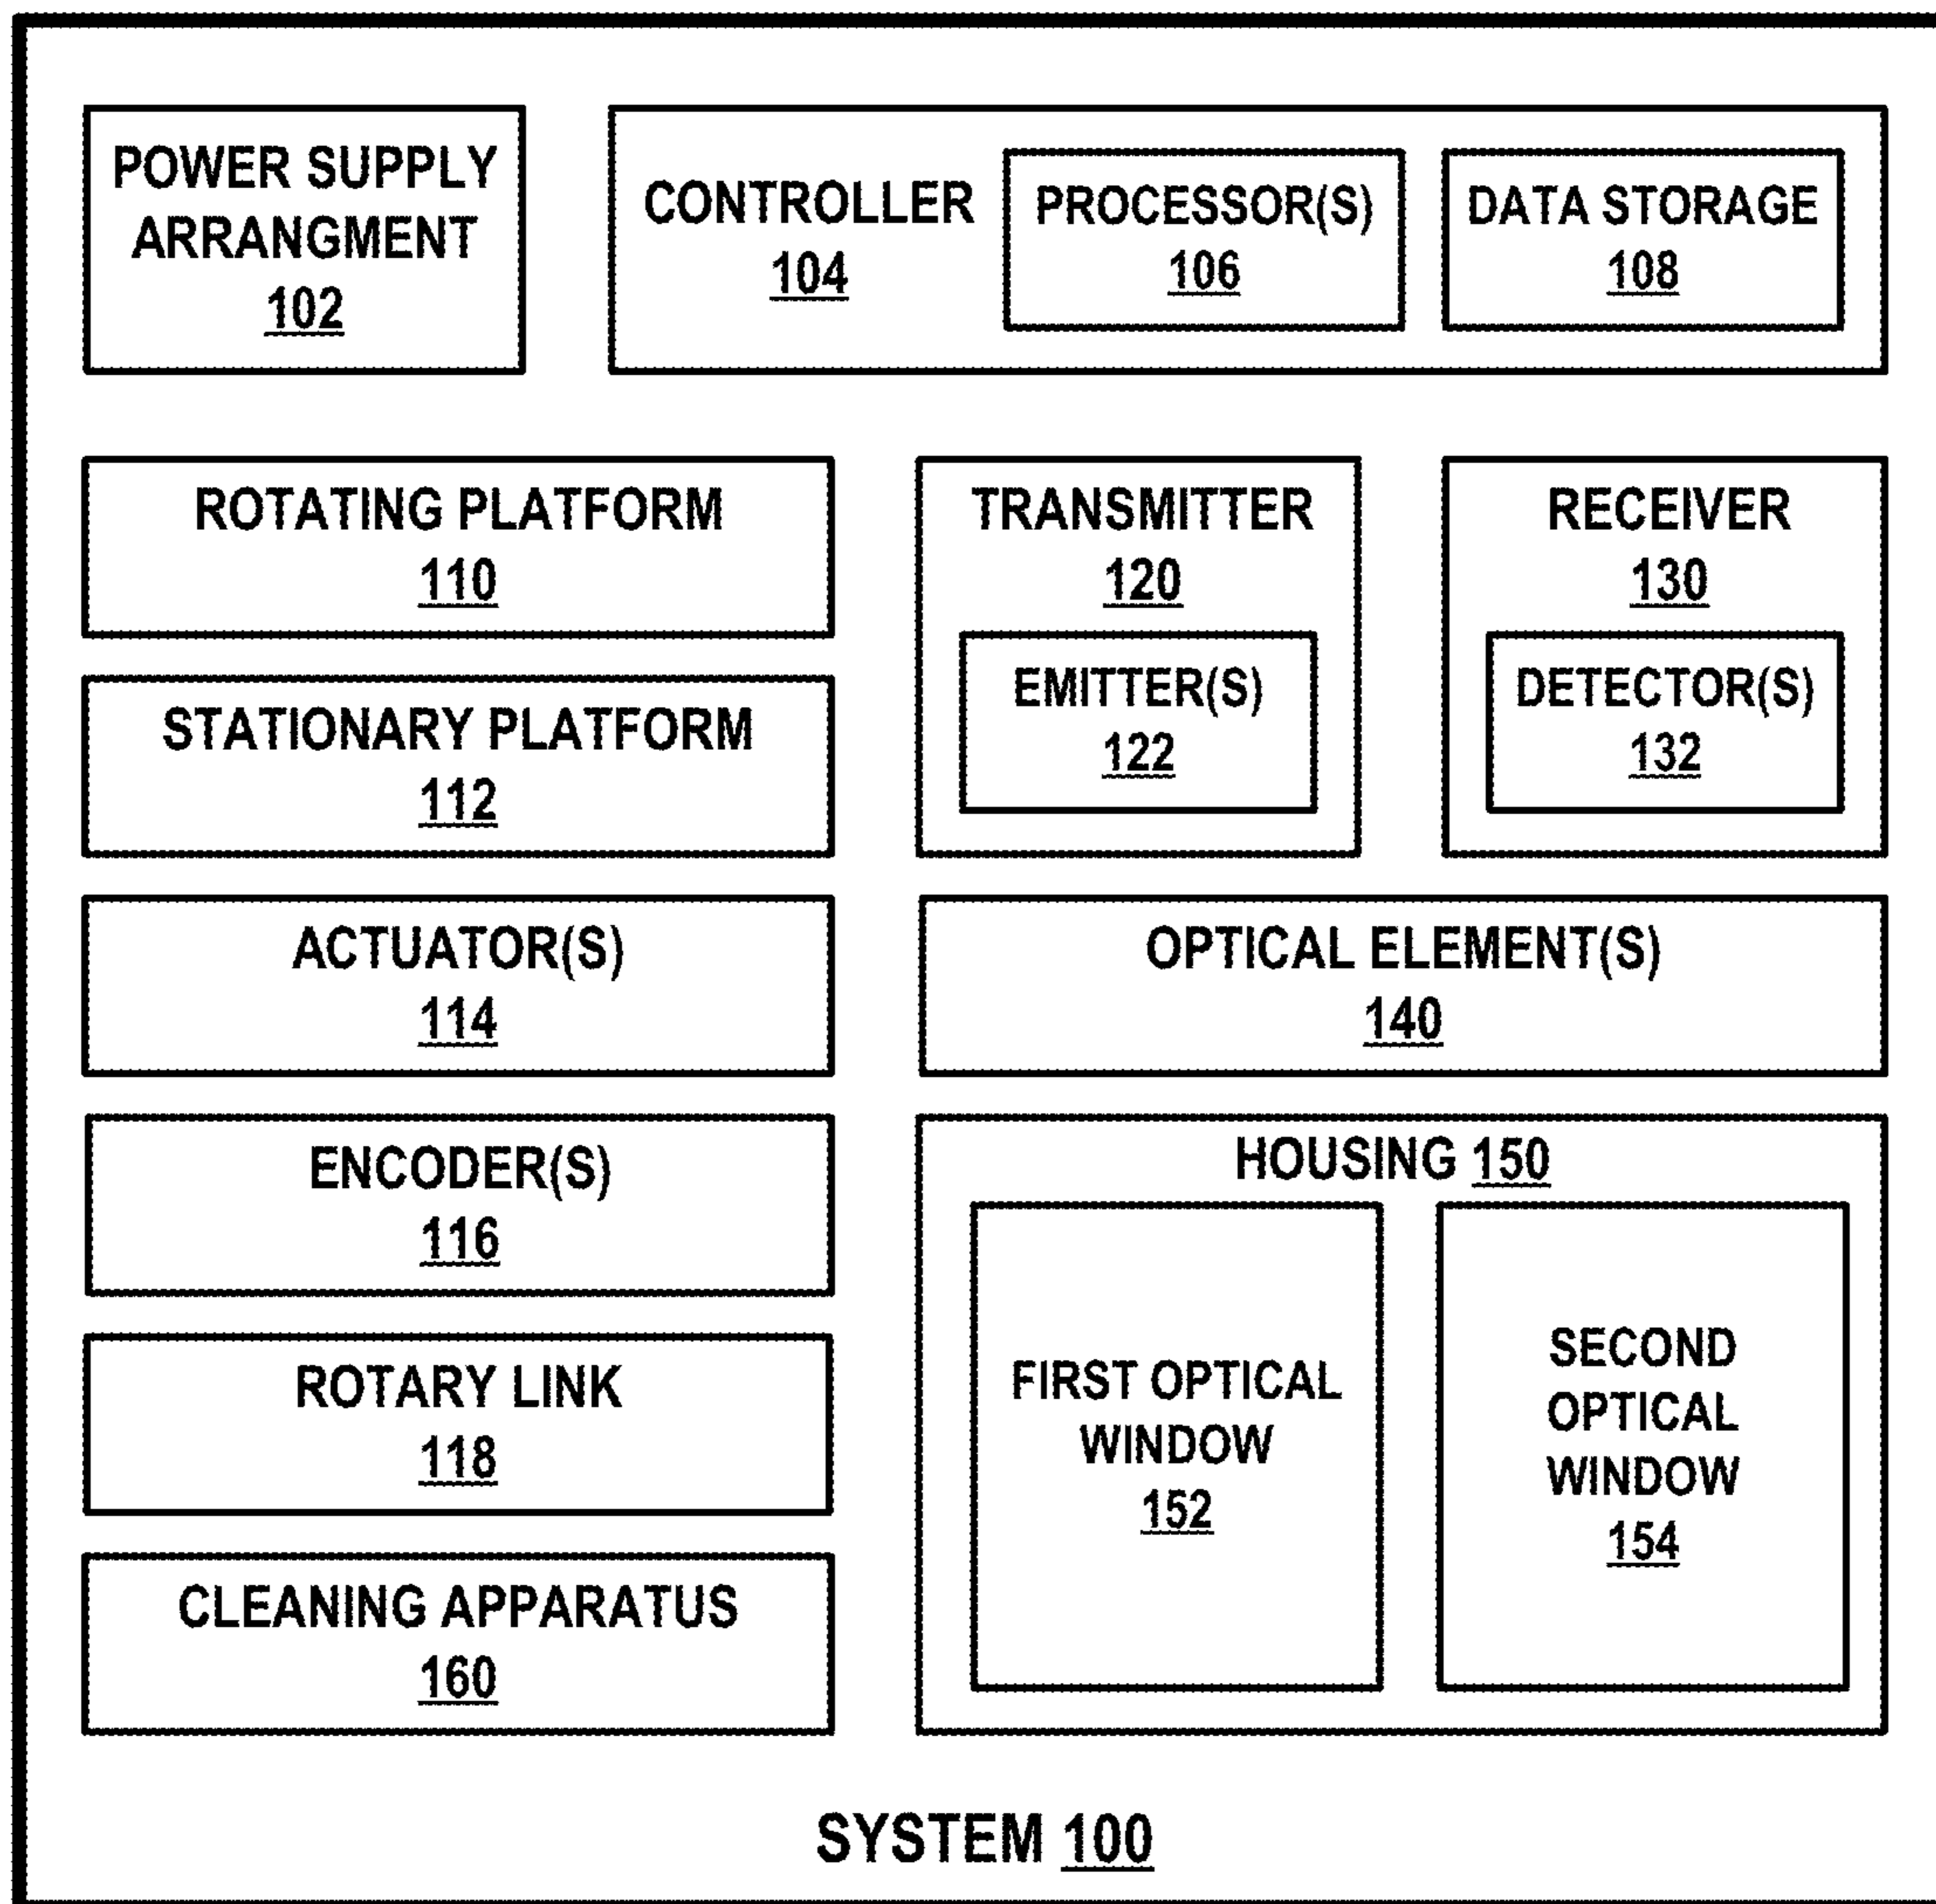 POWER SUPPLY
ARRANGMENT
102
CONTROLLER
104
PROCESSOR(S)
106
DATA STORAGE
108
ROTATING PLATFORM
110
STATIONARY PLATFORM
112
ACTUATOR(S)
114
ENCODER(S)
116
ROTARY LINK
118
CLEANING APPARATUS
160
TRANSMITTER
120
EMITTER(S)
122
RECEIVER
130
DETECTOR(S)
132
OPTICAL ELEMENT(S)
140
HOUSING 150
FIRST OPTICAL
WINDOW
152
SECOND
OPTICAL
WINDOW
154
SYSTEM 100